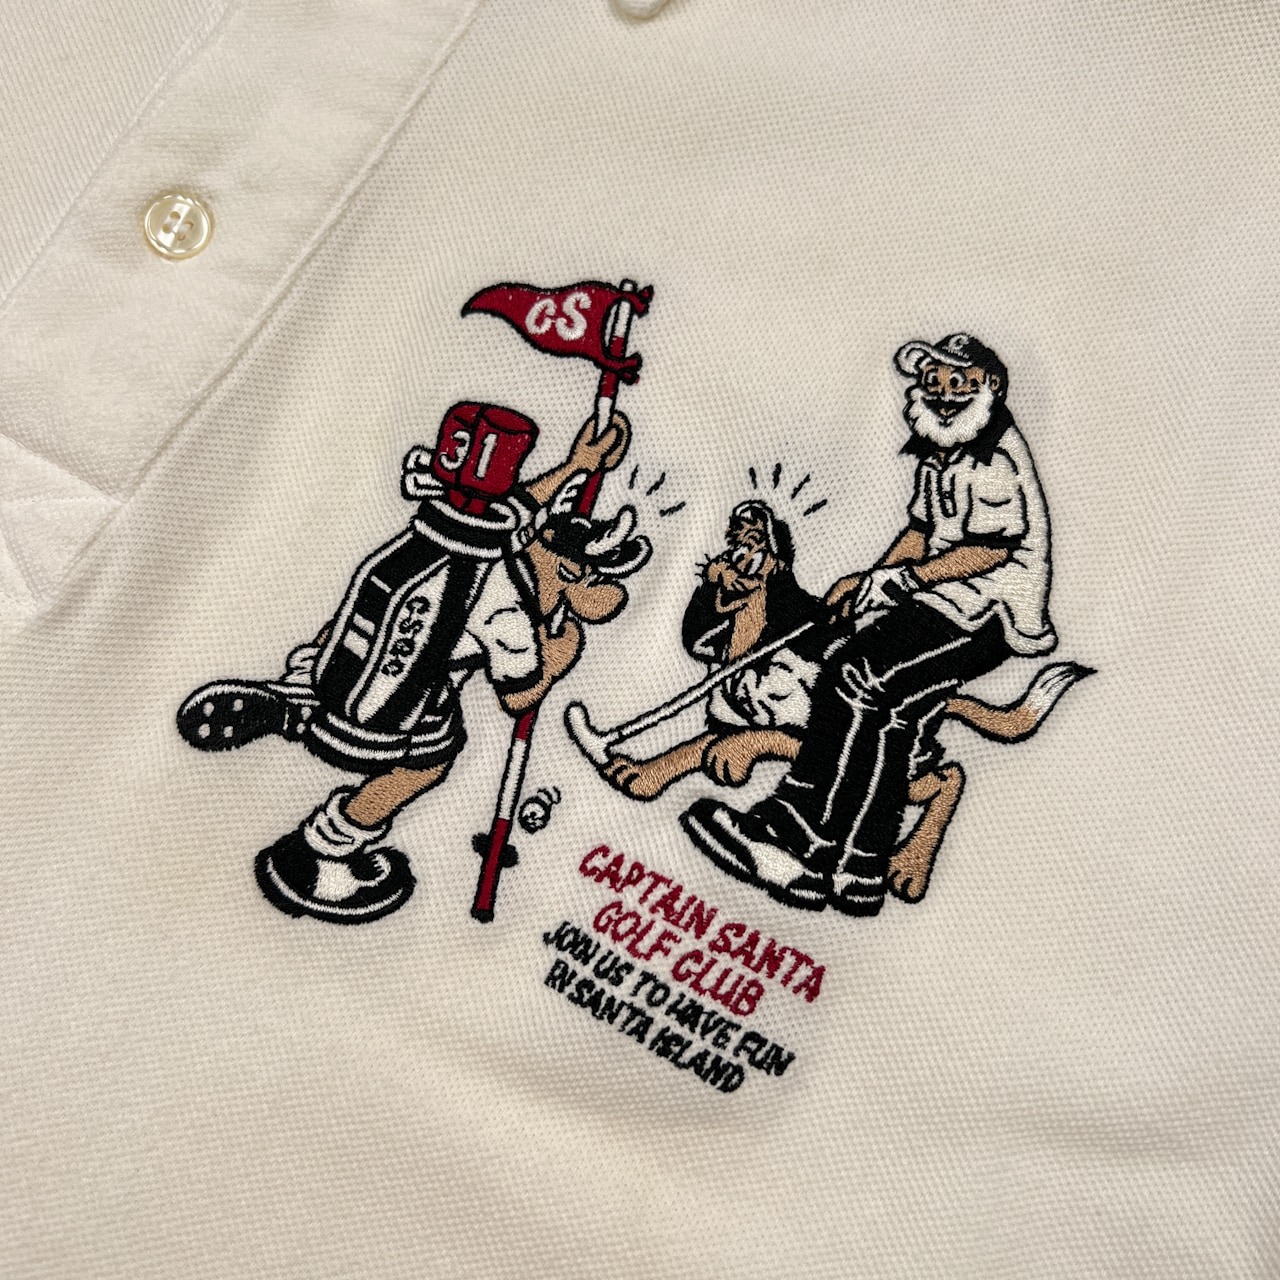 CS
31
CSGC
CAPTAIN SANTA
GOLF CLUB
JOIN US TO HAVE FUN
IN SANTA ISLAND